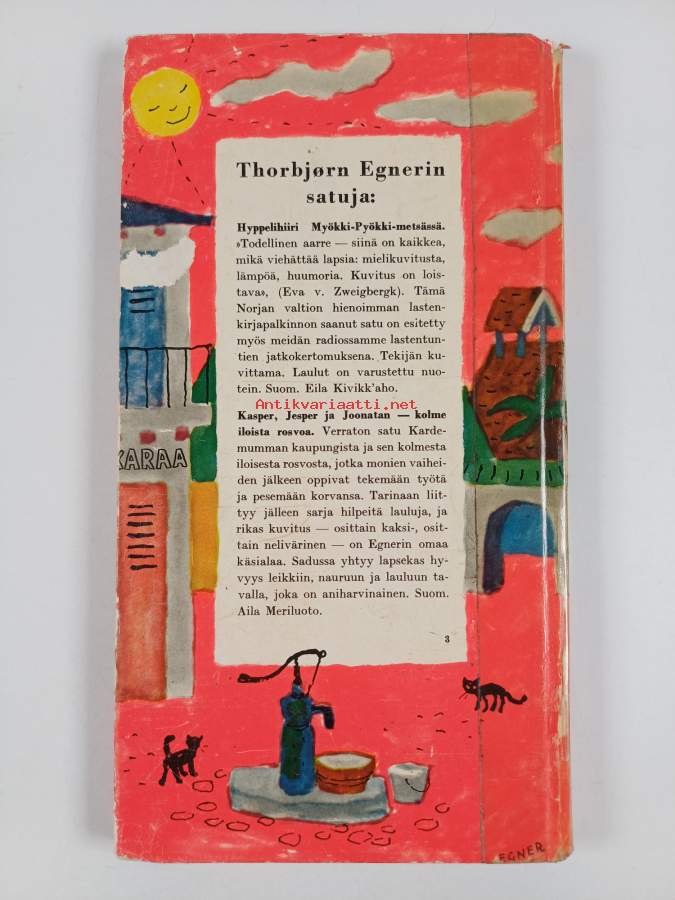 Thorbjørn Egnerin
satuja:
Hyppelihiiri Myökki-Pyökki-metsässä.
»Todellinen aarre — siinä on kaikkea,
mikä viehättää lapsia: mielikuvitusta,
lämpöä, huumoria. Kuvitus on lois-
tava», (Eva v. Zweigbergk). Tämä
Norjan valtion hienoimman lasten-
kirjapalkinnon saanut satu on esitetty
myös meidän radiossamme lastentun-
tien jatkokertomuksena. Tekijän ku-
vittama. Laulut on varustettu nuo-
tein. Suom. Eila Kivikk'aho.
Antikvariaatti.net
Kasper, Jesper ja Joonatan — kolme
iloista rosvoa. Verraton satu Karde-
mumman kaupungista ja sen kolmesta
iloisesta rosvosta, jotka monien vaihei-
den jälkeen oppivat tekemään työtä
ja pesemään korvansa. Tarinaan liit-
tyy jälleen sarja hilpeitä lauluja, ja
rikas kuvitus — osittain kaksi-, osit-
tain nelivärinen — on Egnerin omaa
käsialaa. Sadussa yhtyy lapsekas hy-
vyys leikkiin, nauruun ja lauluun ta-
valla, joka on aniharvinainen. Suom.
Aila Meriluoto.
3
KARAA
EGNER